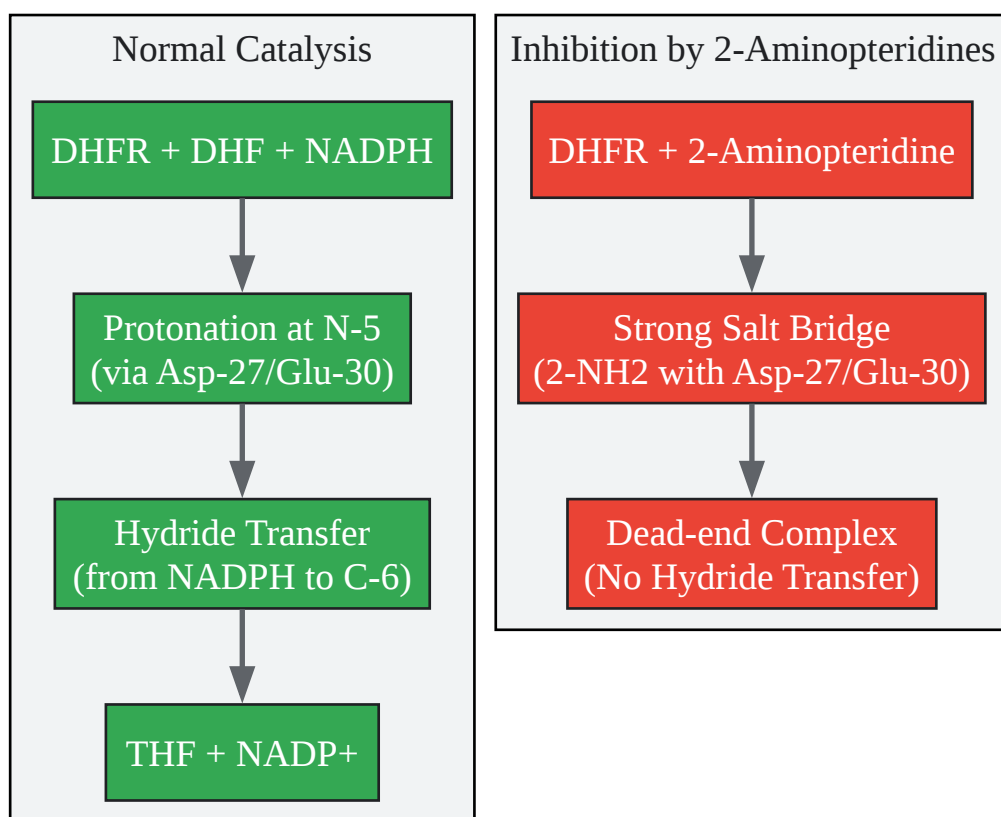 Normal Catalysis
DHFR + DHF + NADPH
Protonation at N-5
(via Asp-27/Glu-30)
Hydride Transfer
(from NADPH to C-6)
THF + NADP+
Inhibition by 2-Aminopteridines
DHFR + 2-Aminopteridine
Strong Salt Bridge
(2-NH2 with Asp-27/Glu-30)
Dead-end Complex
(No Hydride Transfer)